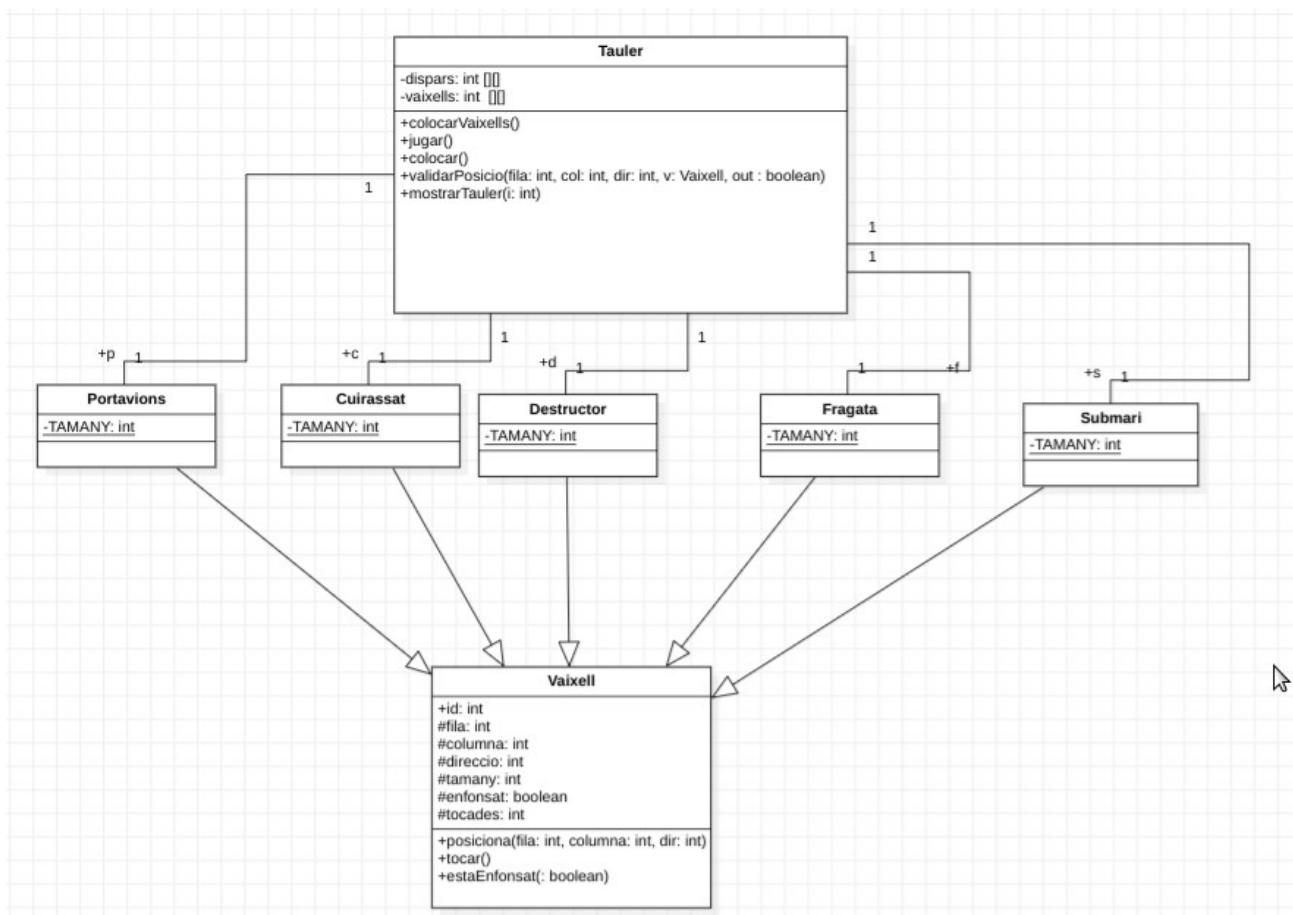 Tauler
-dispars: int [][]
-vaixells: int [][]
+colocarVaixells()
+jugar()
+colocar()
+validarPosicio(fila: int, col: int, dir: int, v: Vaixell, out : boolean)
+mostrarTauler(i: int)
1
1
1
1
1
+p 1
+c 1
+d 1
1 +f
+s 1
Portavions
-TAMANY: int
Cuirassat
-TAMANY: int
Destructor
-TAMANY: int
Fragata
-TAMANY: int
Submari
-TAMANY: int
Vaixell
+id: int
#fila: int
#columna: int
#direccio: int
#tamany: int
#enfonsat: boolean
#tocades: int
+posiciona(fila: int, columna: int, dir: int)
+tocar()
+estaEnfonsat(: boolean)